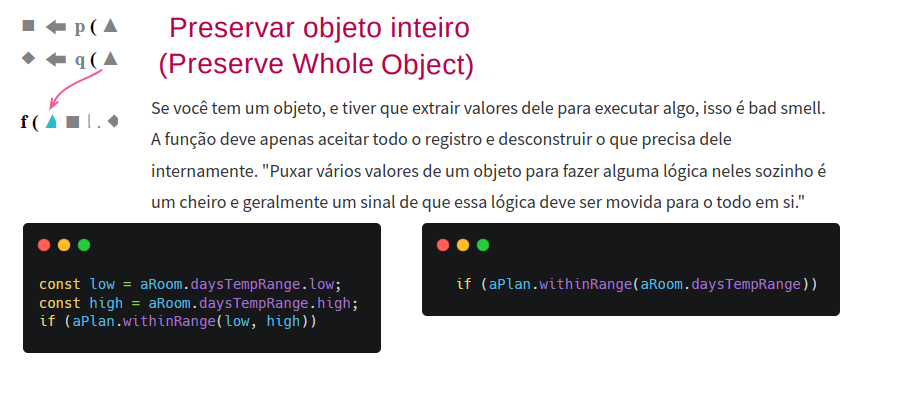 Preservar objeto inteiro
(Preserve Whole Object)
p (
q (
f (
Se você tem um objeto, e tiver que extrair valores dele para executar algo, isso é bad smell.
A função deve apenas aceitar todo o registro e desconstruir o que precisa dele
internamente. "Puxar vários valores de um objeto para fazer alguma lógica neles sozinho é
um cheiro e geralmente um sinal de que essa lógica deve ser movida para o todo em si."
const low = aRoom.daysTempRange.low;
const high = aRoom.daysTempRange.high;
if (aPlan.withinRange(low, high))
if (aPlan.withinRange(aRoom.daysTempRange))